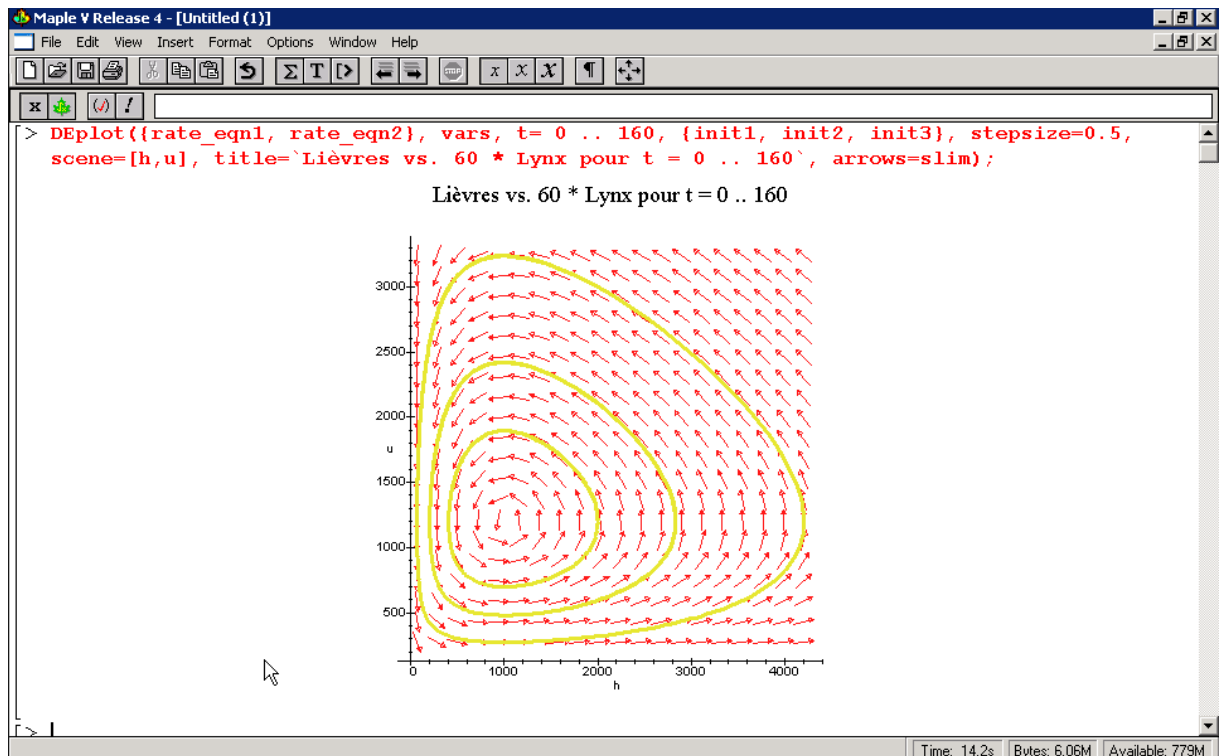 Maple V Release 4 - [Untitled (1)]
File Edit View Insert Format Options Window Help
Σ T [> STOP x x x ¶
x (√) !
[> DEplot({rate_eqn1, rate_eqn2}, vars, t= 0 .. 160, {init1, init2, init3}, stepsize=0.5,
scene=[h,u], title=`Lièvres vs. 60 * Lynx pour t = 0 .. 160`, arrows=slim);
Lièvres vs. 60 * Lynx pour t = 0 .. 160
3000
2500
2000
u
1500
1000
500
0 1000 2000 3000 4000
h
[>
Time: 14.2s Bytes: 6.06M Available: 779M